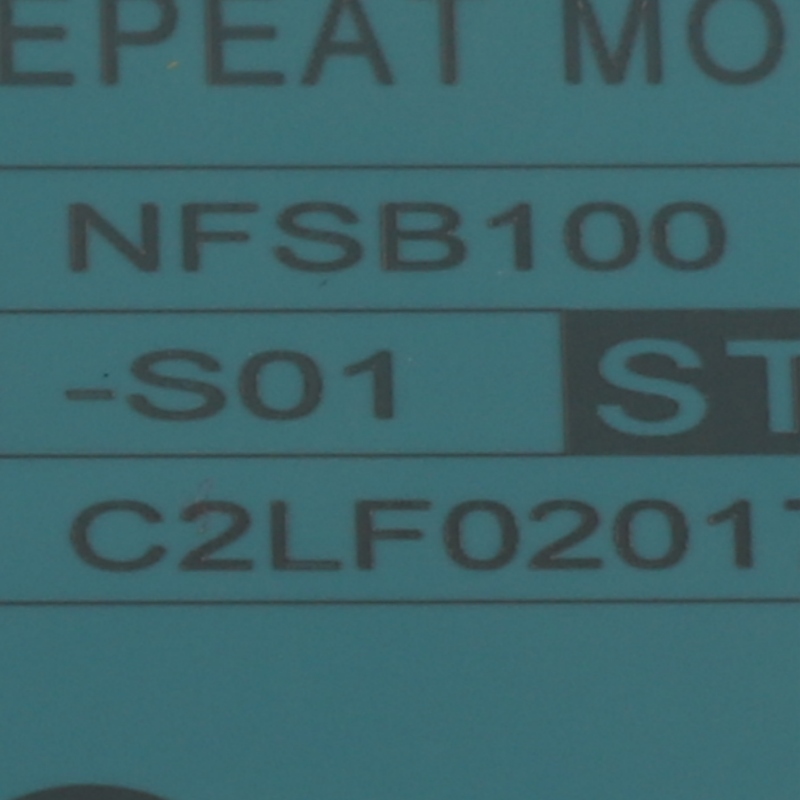 EPEAT MO
NFSB100
-S01 ST
C2LF0201